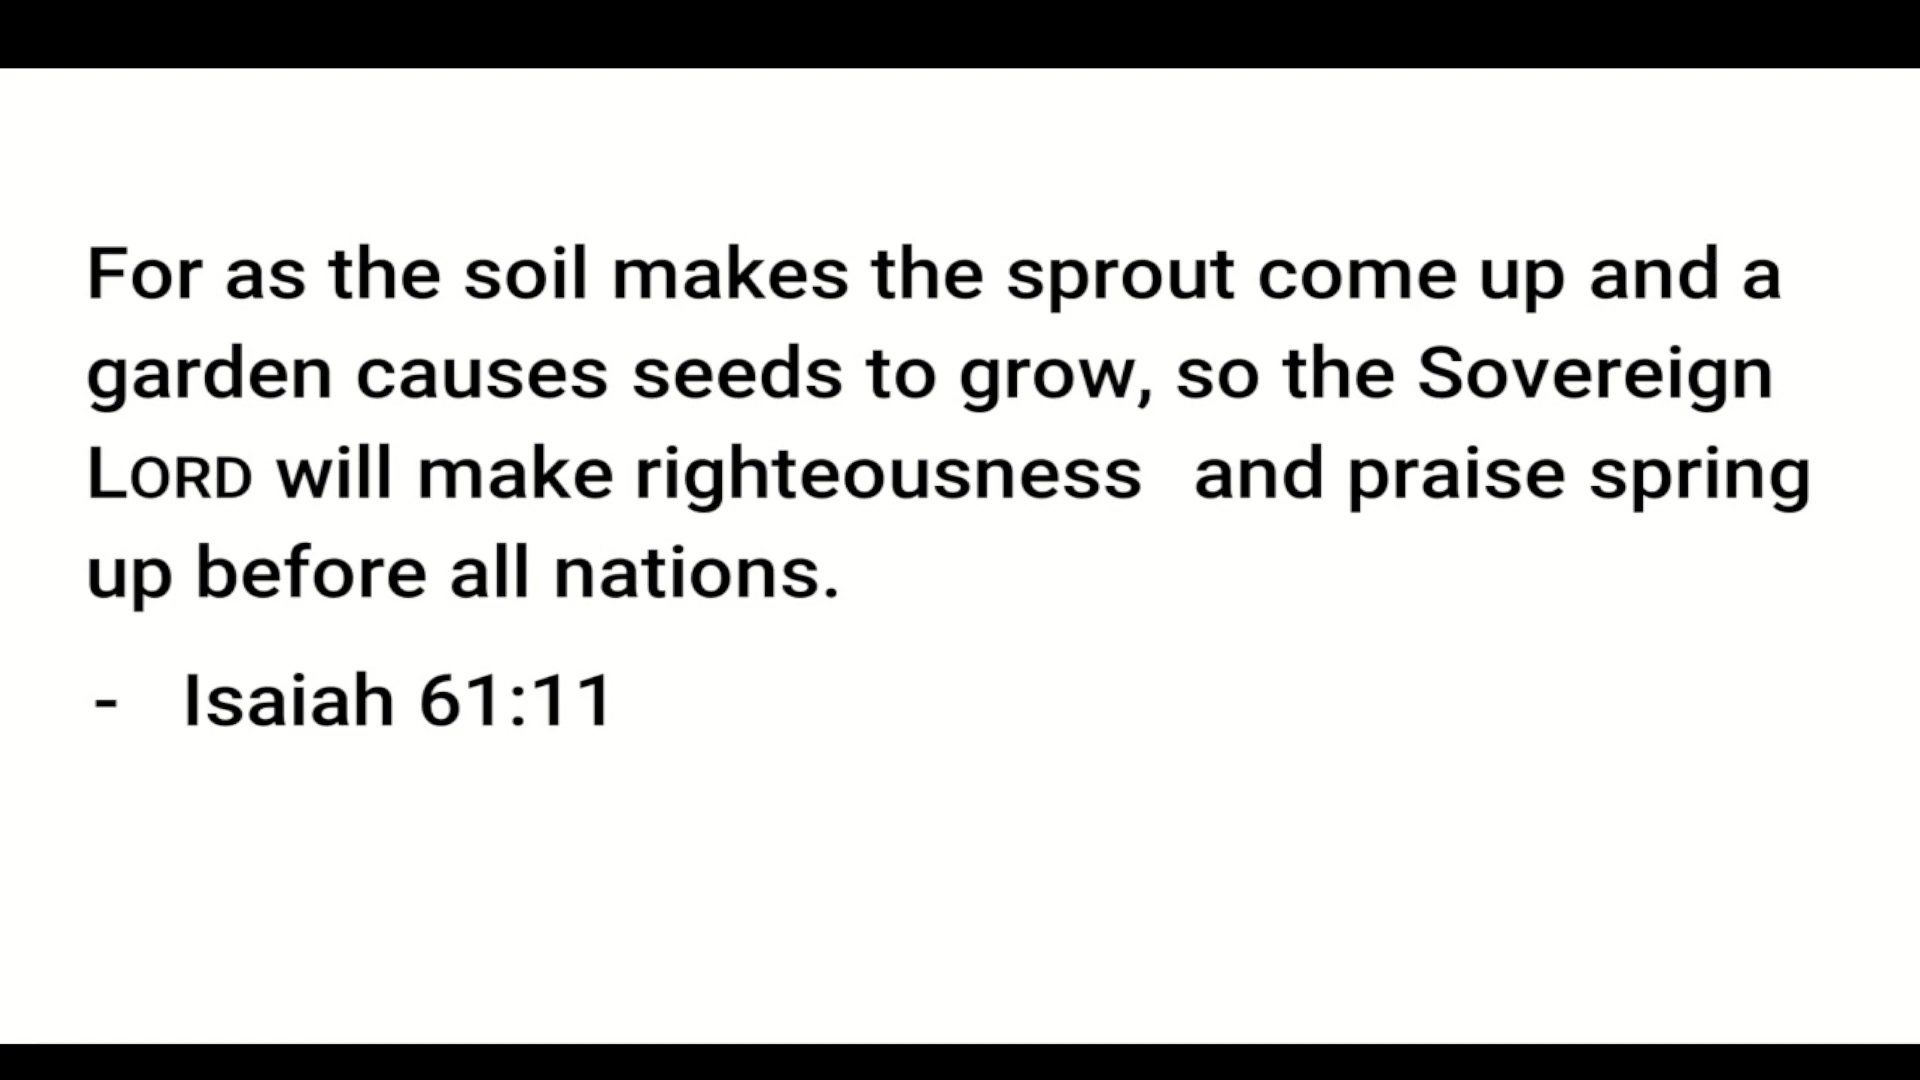 For as the soil makes the sprout come up and a
garden causes seeds to grow, so the Sovereign
LORD will make righteousness  and praise spring
up before all nations.
- Isaiah 61:11